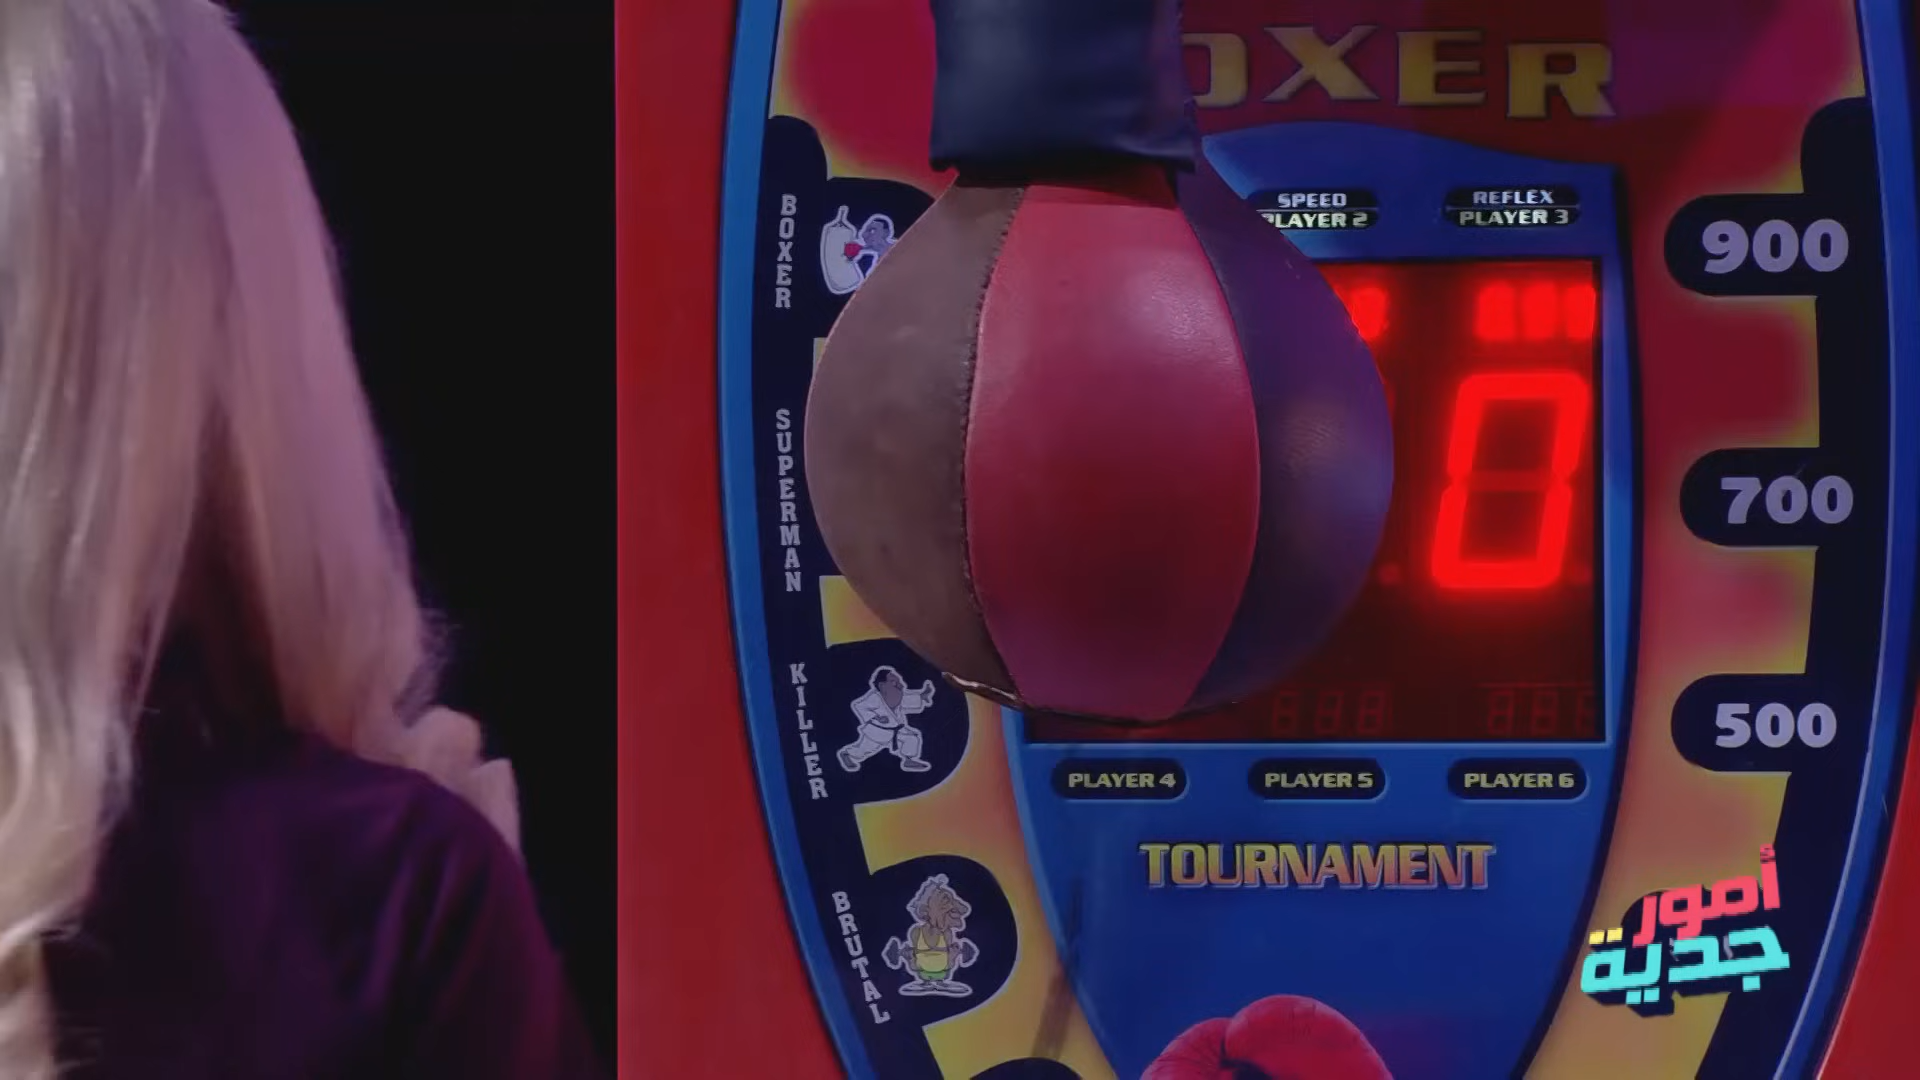 OXER
SPEED
PLAYER 2
REFLEX
PLAYER 3
BOXER
900
0
SUPERMAN
700
KILLER
500
PLAYER 4
PLAYER 5
PLAYER 6
TOURNAMENT
BRUTAL
أمور
جدية